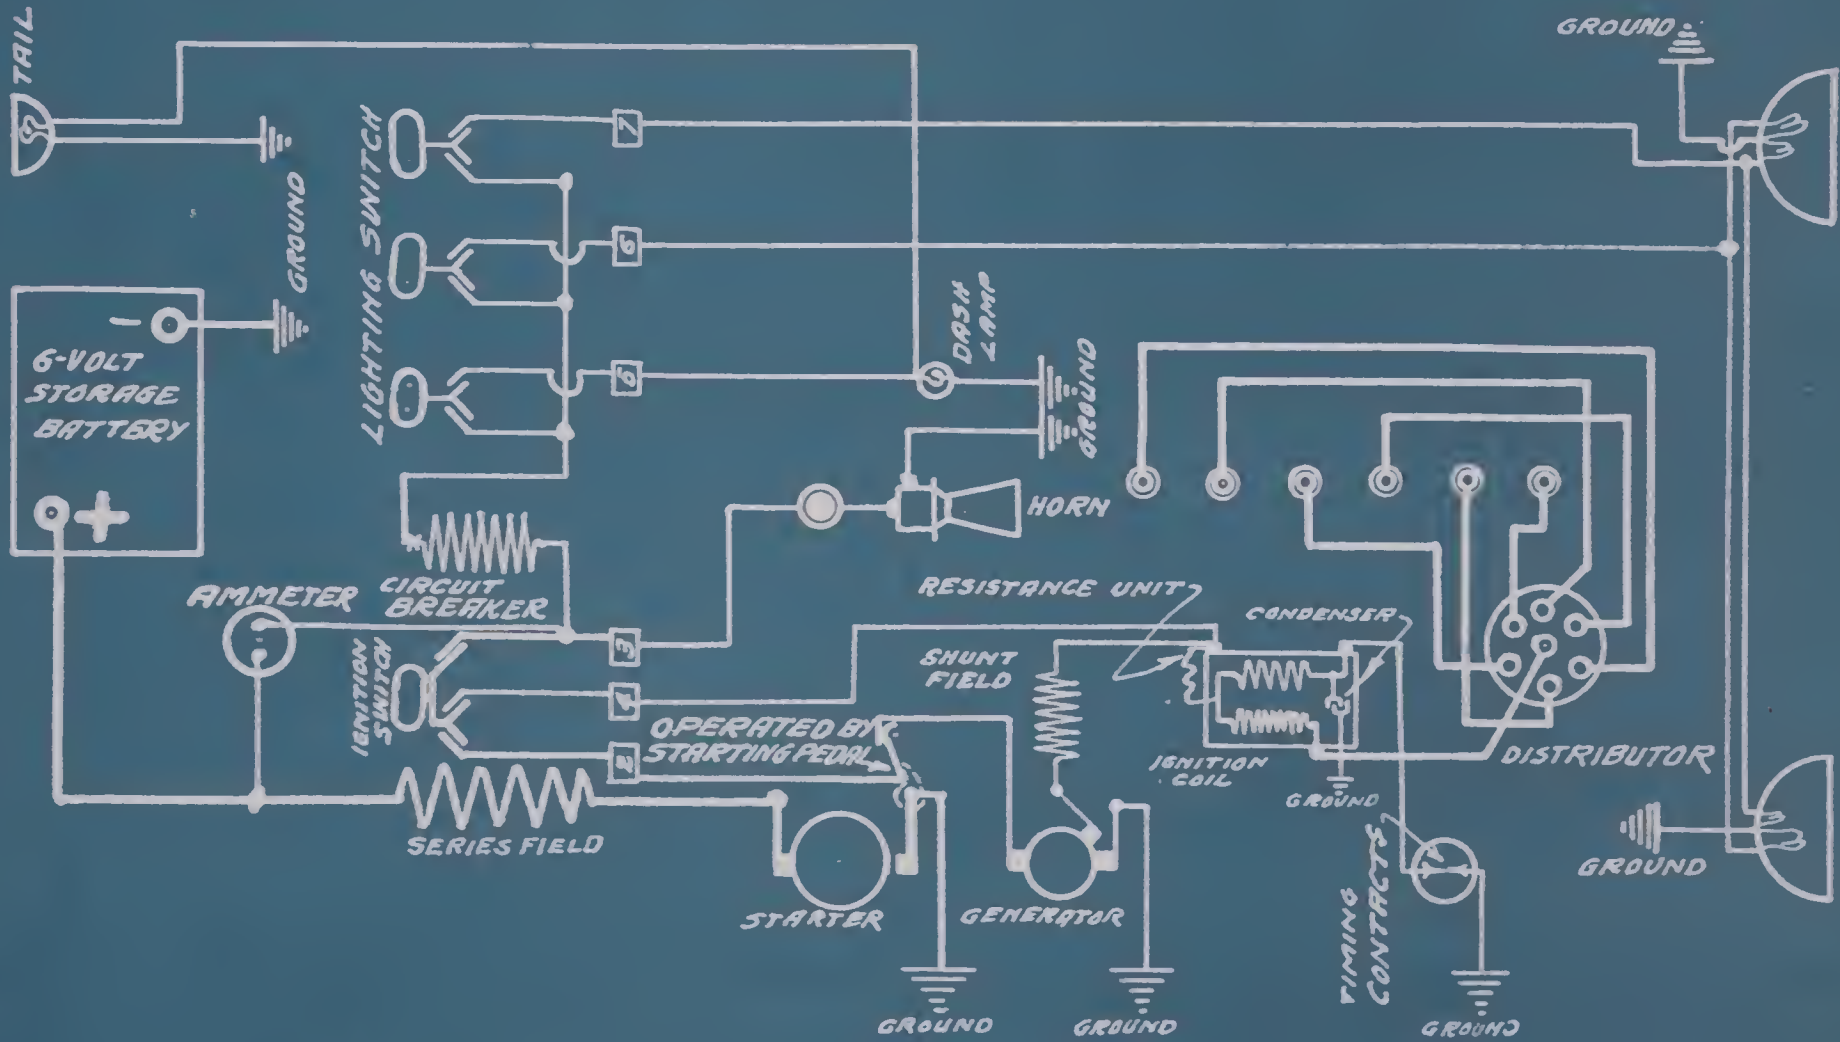 TAIL
GROUND
GROUND
LIGHTING SWITCH
7
6
5
DASH
LAMP
GROUND
6-VOLT
STORAGE
BATTERY
−
+
HORN
AMMETER
CIRCUIT
BREAKER
IGNITION
SWITCH
3
4
2
RESISTANCE UNIT
CONDENSER
SHUNT
FIELD
OPERATED BY
STARTING PEDAL
IGNITION
COIL
GROUND
DISTRIBUTOR
SERIES FIELD
STARTER
GENERATOR
TIMING
CONTACTS
GROUND
GROUND
GROUND
GROUND